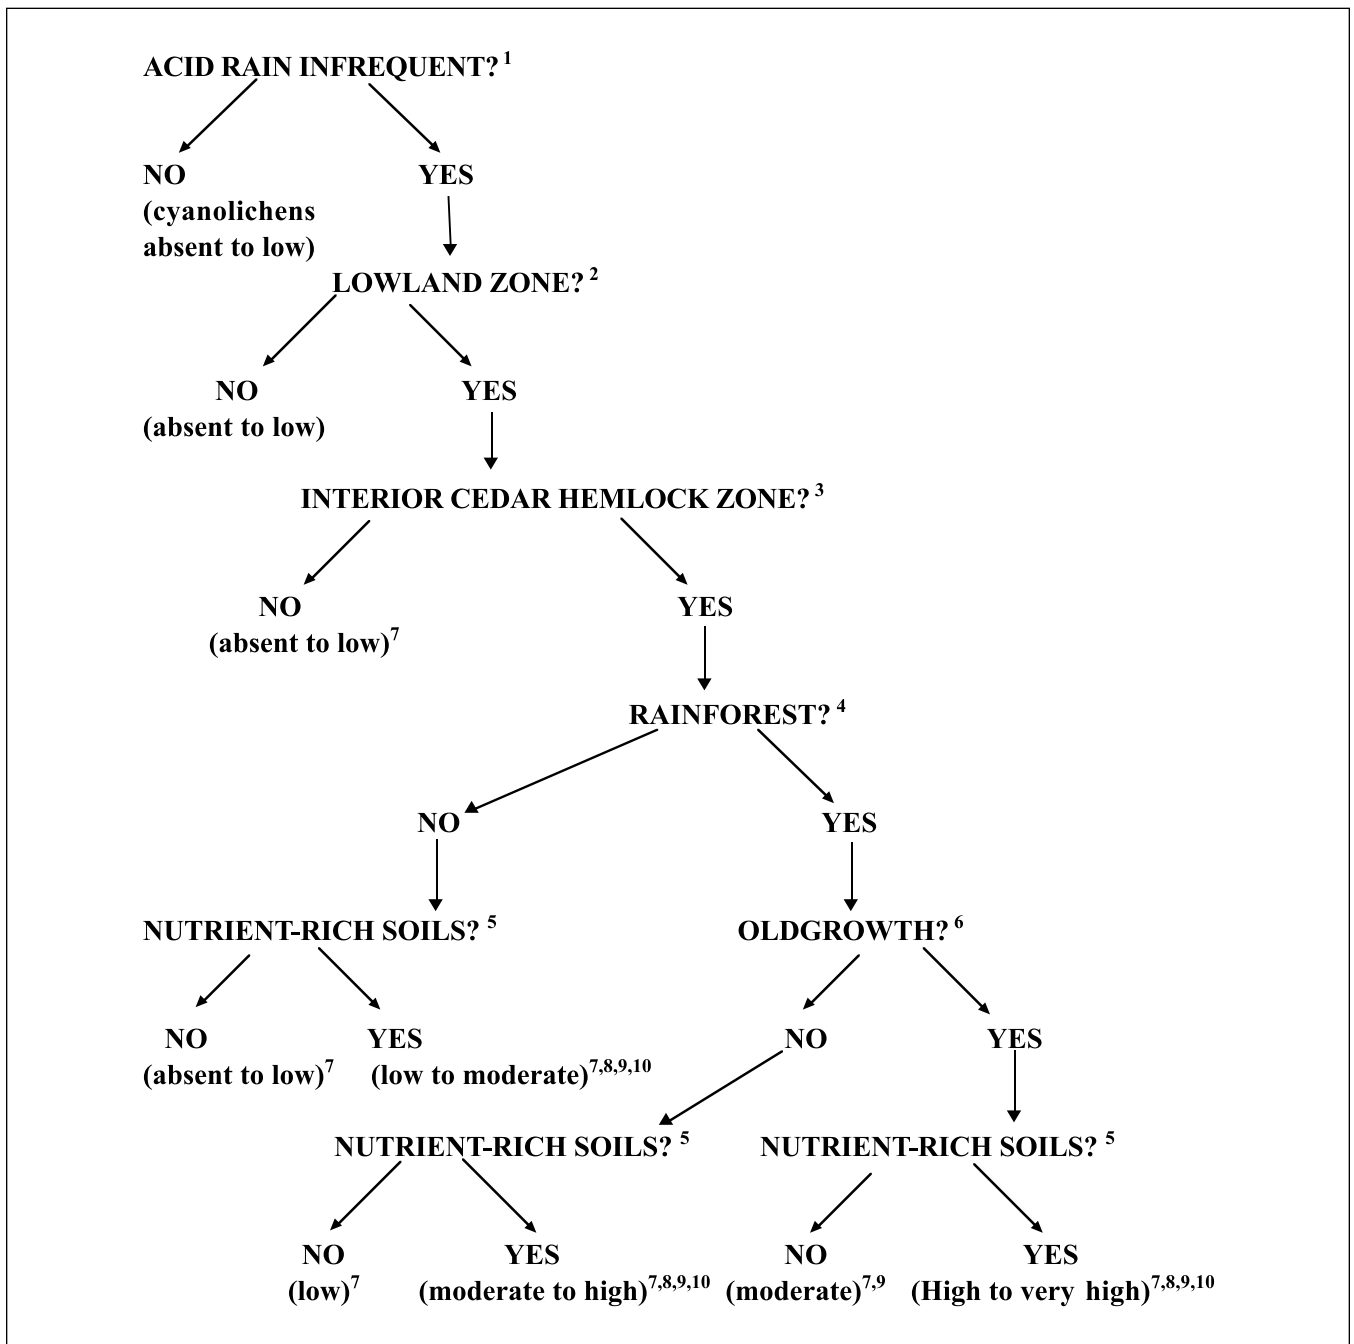 ACID RAIN INFREQUENT? 1
NO YES
(cyanolichens
absent to low)
LOWLAND ZONE? 2
NO YES
(absent to low)
INTERIOR CEDAR HEMLOCK ZONE? 3
NO YES
(absent to low)7
RAINFOREST? 4
NO YES
NUTRIENT-RICH SOILS? 5 OLDGROWTH? 6
NO YES NO YES
(absent to low)7 (low to moderate)7,8,9,10
NUTRIENT-RICH SOILS? 5 NUTRIENT-RICH SOILS? 5
NO YES NO YES
(low)7 (moderate to high)7,8,9,10 (moderate)7,9 (High to very high)7,8,9,10